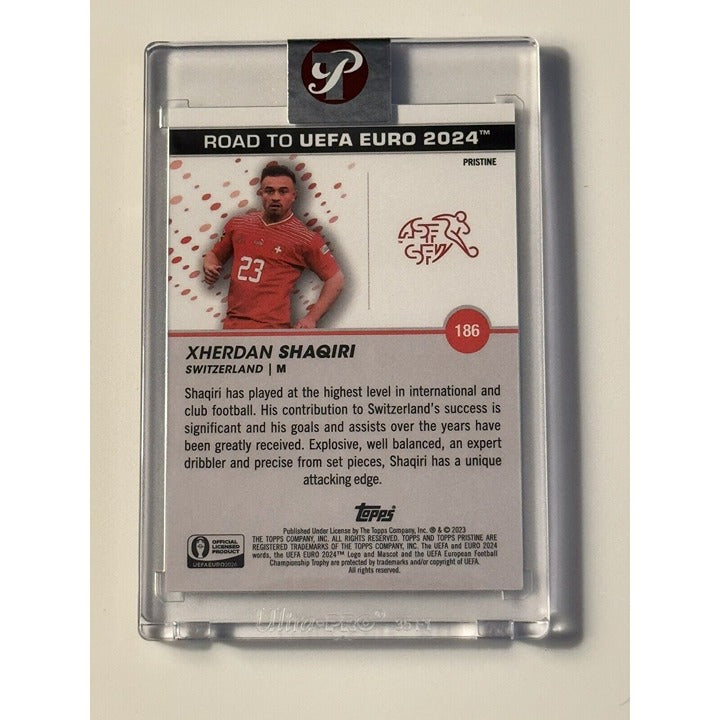 P
ROAD TO UEFA EURO 2024™
PRISTINE
23
ASF
SFV
186
XHERDAN SHAQIRI
SWITZERLAND | M
Shaqiri has played at the highest level in international and
club football. His contribution to Switzerland's success is
significant and his goals and assists over the years have
been greatly received. Explosive, well balanced, an expert
dribbler and precise from set pieces, Shaqiri has a unique
attacking edge.
topps
Published Under License by The Topps Company, Inc. ® & © 2023
THE TOPPS COMPANY, INC. ALL RIGHTS RESERVED. TOPPS AND TOPPS PRISTINE ARE
REGISTERED TRADEMARKS OF THE TOPPS COMPANY, INC. The UEFA and EURO 2024
words, the UEFA EURO 2024™ Logo and Mascot and the UEFA European Football
Championship Trophy are protected by trademarks and/or copyright of UEFA.
All rights reserved.
OFFICIAL
LICENSED
PRODUCT
UEFAEURO2024
Ultra·PRO